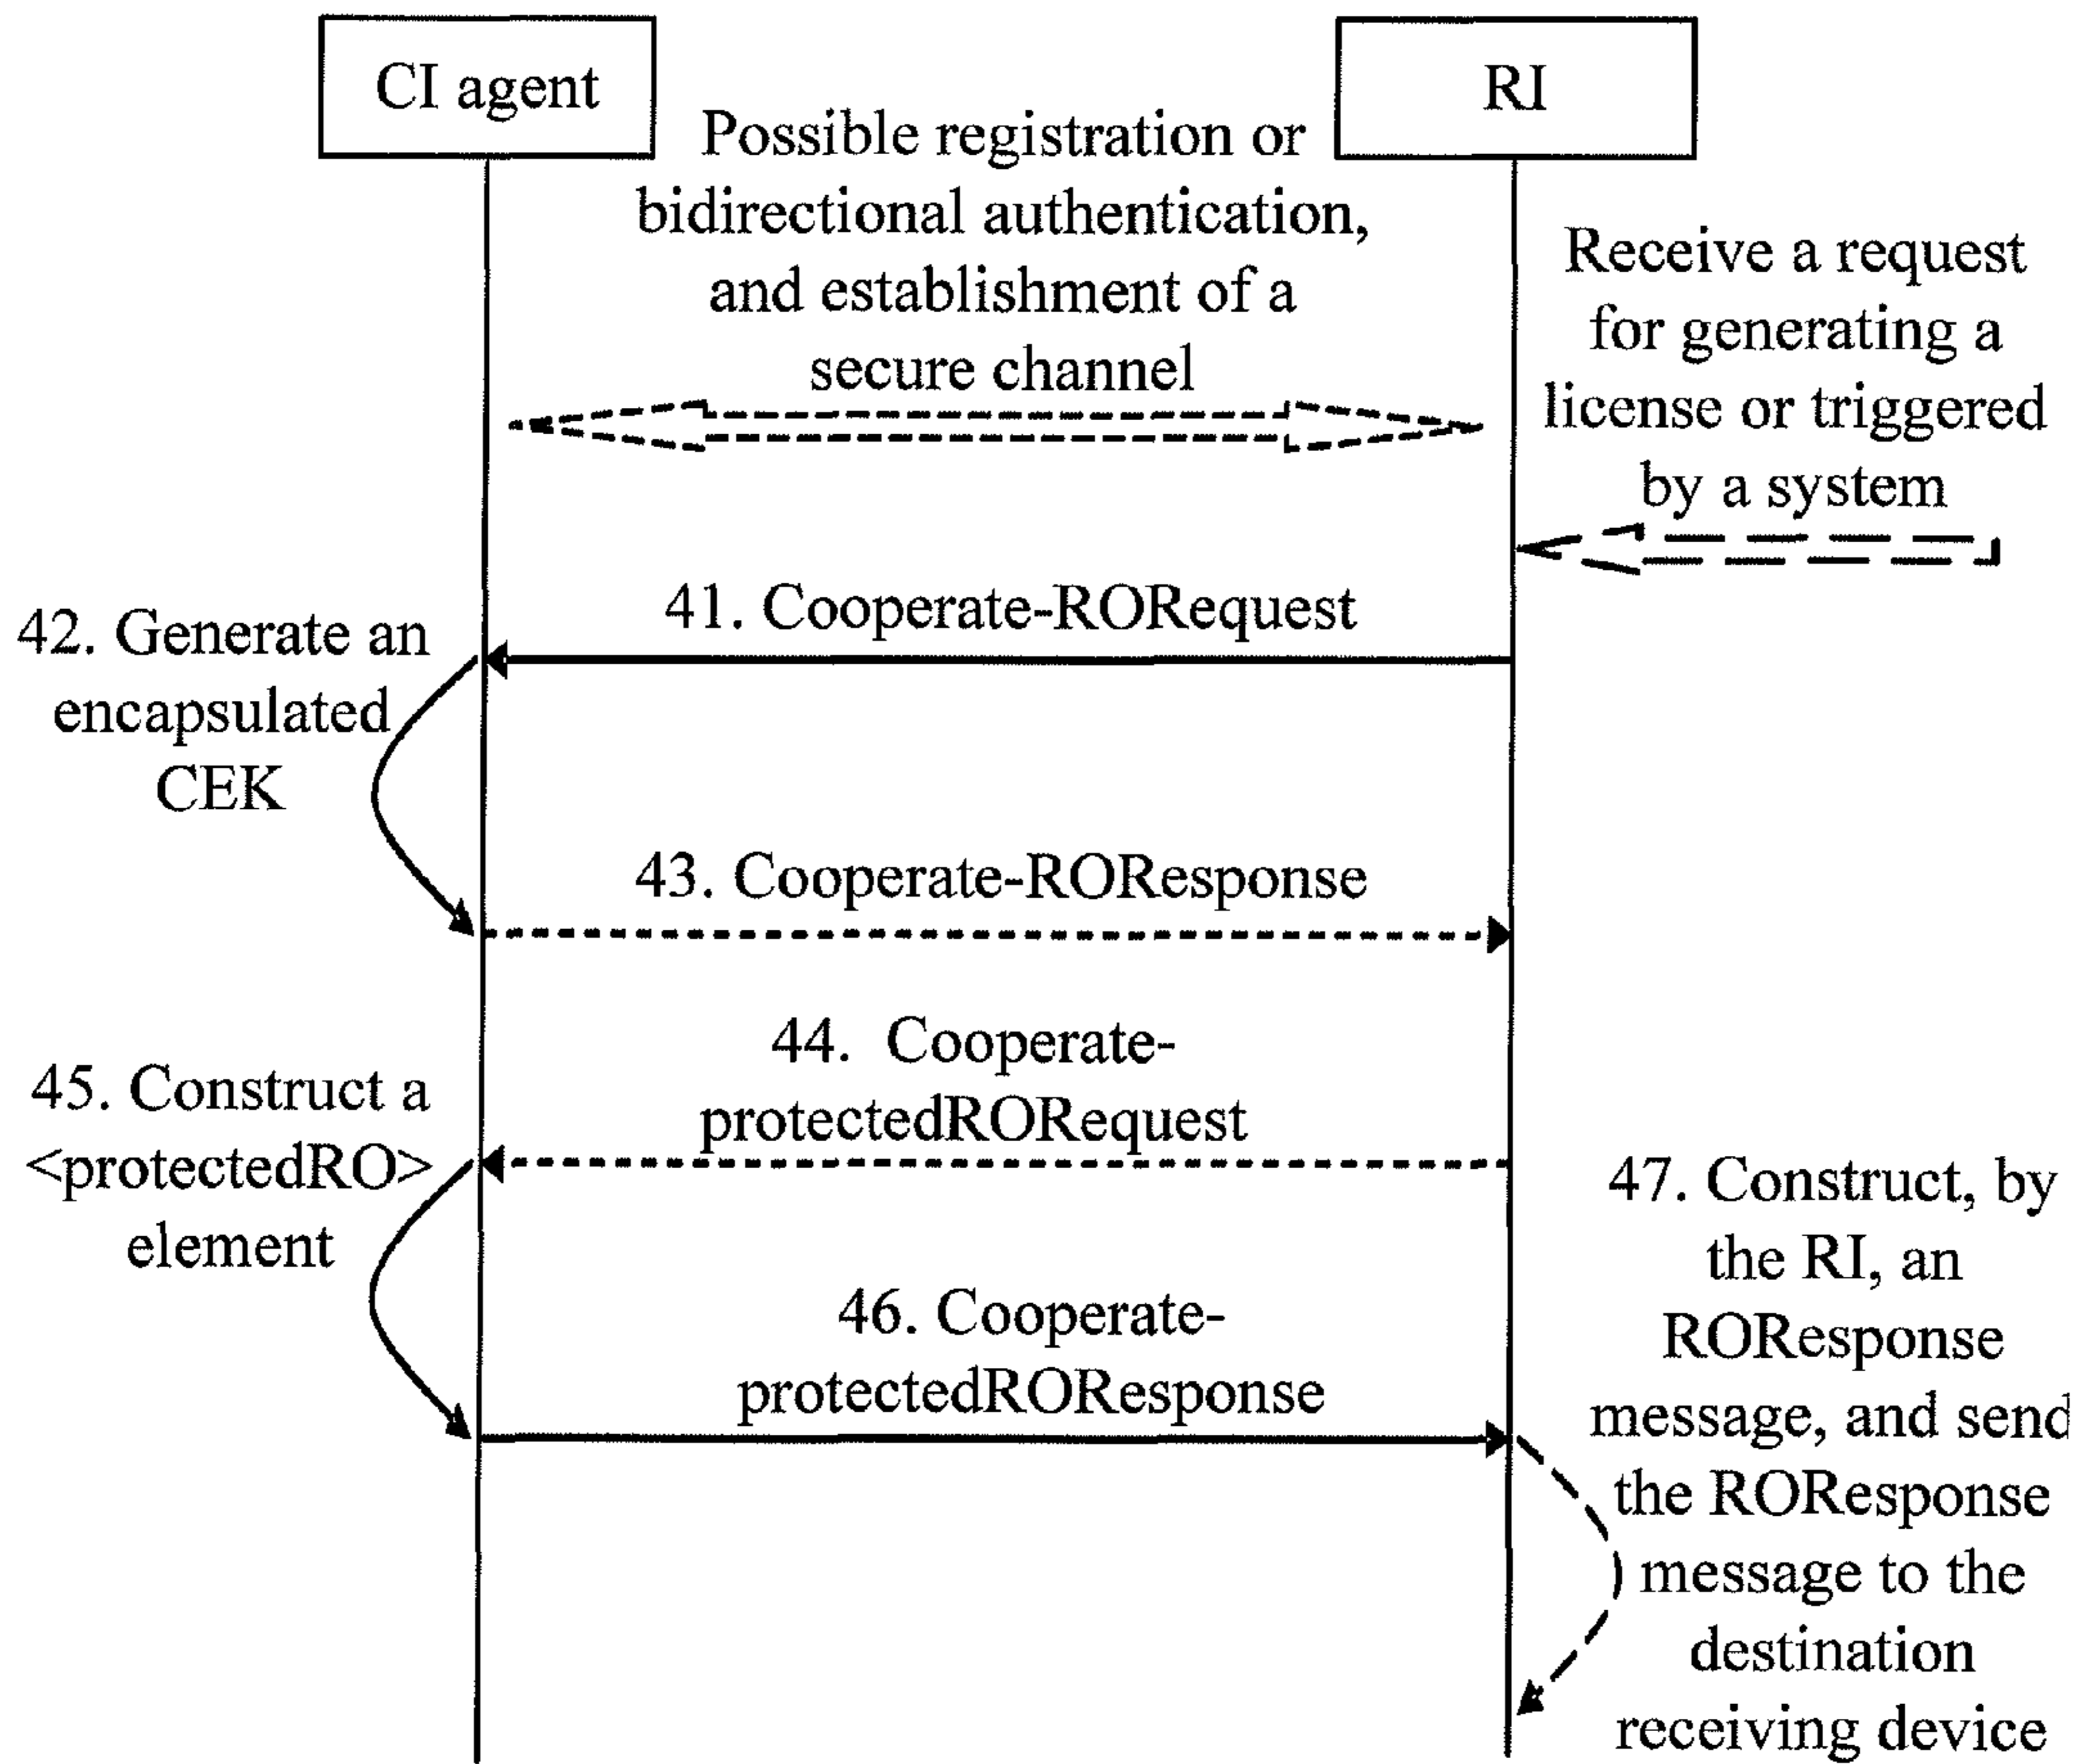 CI agent
RI
Possible registration or
bidirectional authentication,
and establishment of a
secure channel
Receive a request
for generating a
license or triggered
by a system
41. Cooperate-RORequest
42. Generate an
encapsulated
CEK
43. Cooperate-ROResponse
44. Cooperate-
protectedRORequest
45. Construct a
<protectedRO>
element
46. Cooperate-
protectedROResponse
47. Construct, by
the RI, an
ROResponse
message, and send
the ROResponse
message to the
destination
receiving device